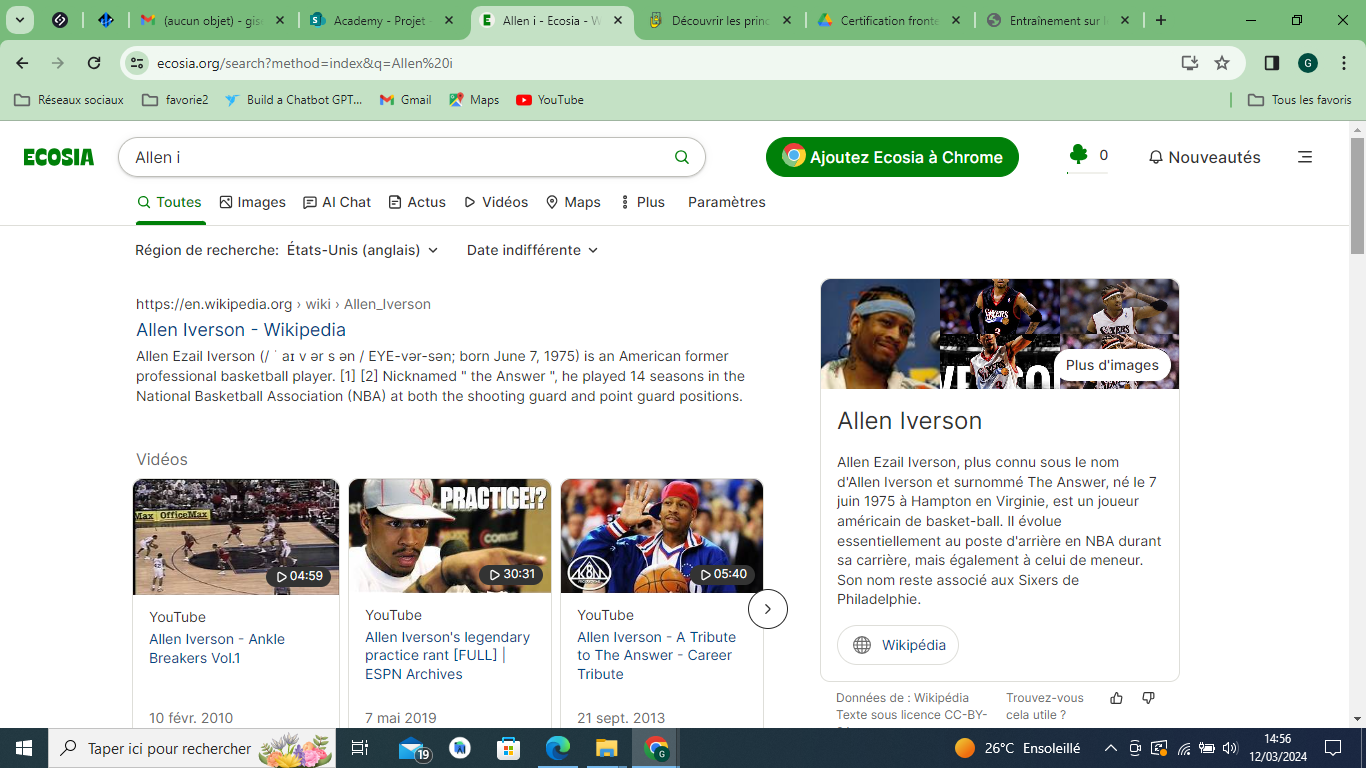 (aucun objet) - gise
Academy - Projet -
Allen i - Ecosia - W
Découvrir les princ
Certification fronte
Entraînement sur l
ecosia.org/search?method=index&q=Allen%20i
G
Réseaux sociaux
favorie2
Build a Chatbot GPT...
Gmail
Maps
YouTube
Tous les favoris
ECOSIA
Allen i
Ajoutez Ecosia à Chrome
0
Nouveautés
Toutes
Images
AI Chat
Actus
Vidéos
Maps
Plus
Paramètres
Région de recherche: États-Unis (anglais)
Date indifférente
https://en.wikipedia.org › wiki › Allen_Iverson
Allen Iverson - Wikipedia
Allen Ezail Iverson (/ ˈ aɪ v ər s ən / EYE-vər-sən; born June 7, 1975) is an American former
professional basketball player. [1] [2] Nicknamed " the Answer ", he played 14 seasons in the
National Basketball Association (NBA) at both the shooting guard and point guard positions.
Vidéos
Max OfficeMax
04:59
YouTube
Allen Iverson - Ankle
Breakers Vol.1
10 févr. 2010
PRACTICE!?
30:31
YouTube
Allen Iverson's legendary
practice rant [FULL] |
ESPN Archives
7 mai 2019
05:40
YouTube
Allen Iverson - A Tribute
to The Answer - Career
Tribute
21 sept. 2013
Plus d'images
Allen Iverson
Allen Ezail Iverson, plus connu sous le nom
d'Allen Iverson et surnommé The Answer, né le 7
juin 1975 à Hampton en Virginie, est un joueur
américain de basket-ball. Il évolue
essentiellement au poste d'arrière en NBA durant
sa carrière, mais également à celui de meneur.
Son nom reste associé aux Sixers de
Philadelphie.
Wikipédia
Données de : Wikipédia
Texte sous licence CC-BY-
Trouvez-vous
cela utile ?
Taper ici pour rechercher
19
G
26°C Ensoleillé
14:56
12/03/2024